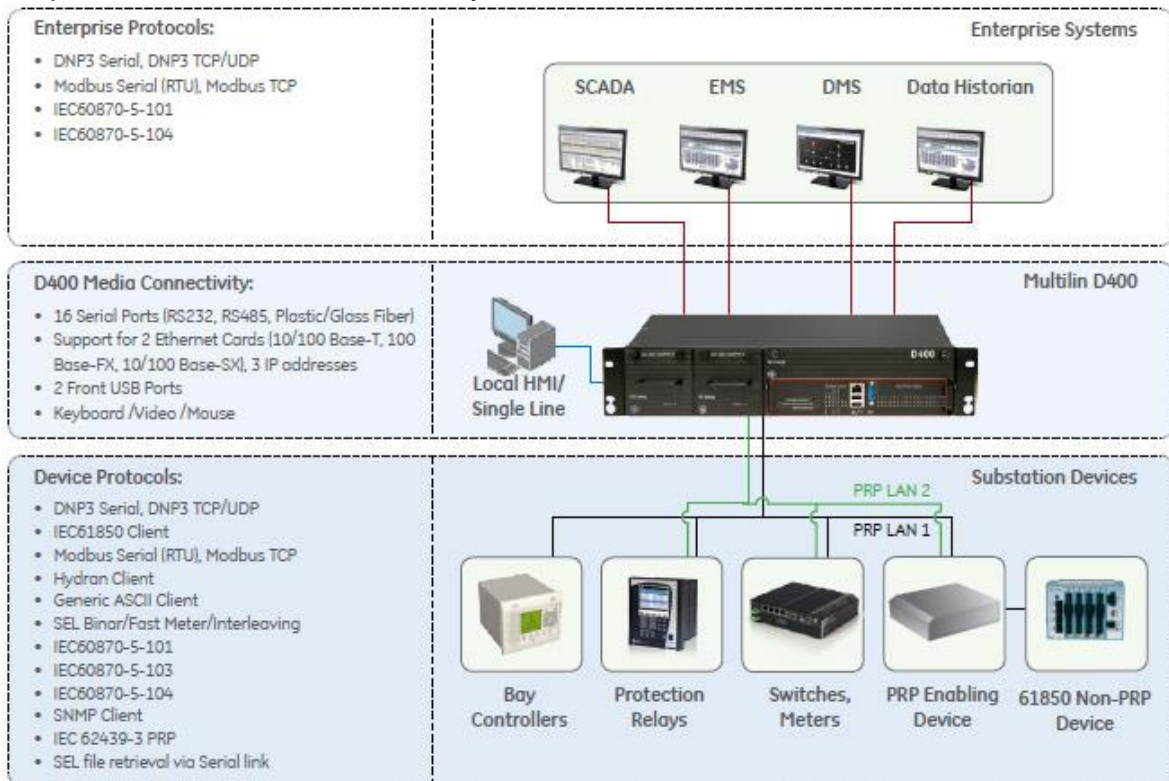 Enterprise Protocols:
• DNP3 Serial, DNP3 TCP/UDP
• Modbus Serial (RTU), Modbus TCP
• IEC60870-5-101
• IEC60870-5-104
Enterprise Systems
SCADA EMS DMS Data Historian
D400 Media Connectivity:
• 16 Serial Ports (RS232, RS485, Plastic/Glass Fiber)
• Support for 2 Ethernet Cards (10/100 Base-T, 100
Base-FX, 10/100 Base-SX), 3 IP addresses
• 2 Front USB Ports
• Keyboard /Video /Mouse
Multilin D400
Local HMI/
Single Line
D400
Device Protocols:
• DNP3 Serial, DNP3 TCP/UDP
• IEC61850 Client
• Modbus Serial (RTU), Modbus TCP
• Hydran Client
• Generic ASCII Client
• SEL Binar/Fast Meter/Interleaving
• IEC60870-5-101
• IEC60870-5-103
• IEC60870-5-104
• SNMP Client
• IEC 62439-3 PRP
• SEL file retrieval via Serial link
Substation Devices
PRP LAN 2
PRP LAN 1
Bay
Controllers
Protection
Relays
Switches,
Meters
PRP Enabling
Device
61850 Non-PRP
Device